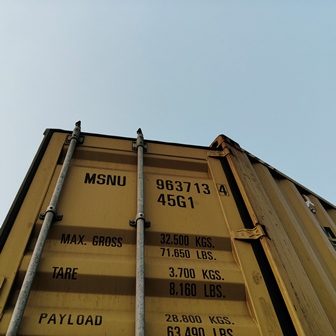 MSNU 963713 4
45G1
MAX. GROSS 32.500 KGS.
71.650 LBS.
TARE 3.700 KGS.
8.160 LBS.
PAYLOAD 28.800 KGS.
63.490 LBS.